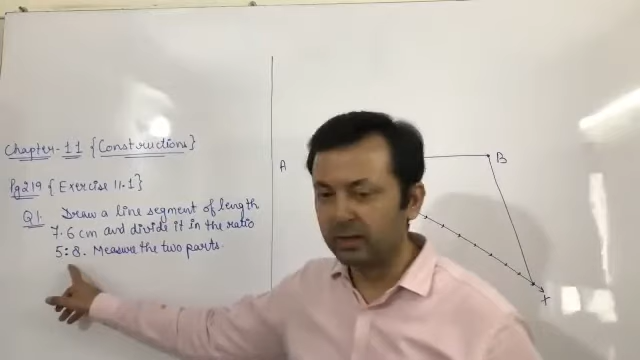 Chapter-11 {Constructions}
Pg 219 {Exercise 11.1}
Q1. Draw a line segment of length
7.6 cm and divide it in the ratio
5:8. Measure the two parts.
A
B
X